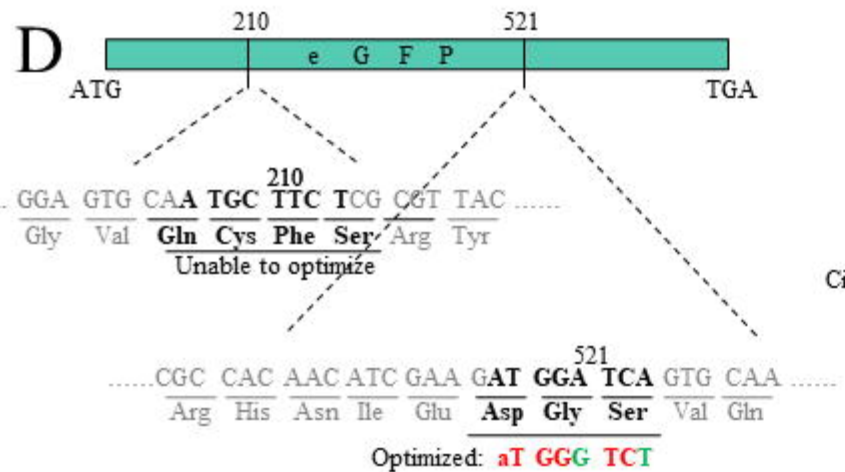 D
210 521
e G F P
ATG TGA
210
. GGA GTG CAA TGC TTC TCG CGT TAC ......
Gly Val Gln Cys Phe Ser Arg Tyr
Unable to optimize
Ci
521
......CGC CAC AAC ATC GAA GAT GGA TCA GTG CAA ......
Arg His Asn Ile Glu Asp Gly Ser Val Gln
Optimized: aT GGG TCT